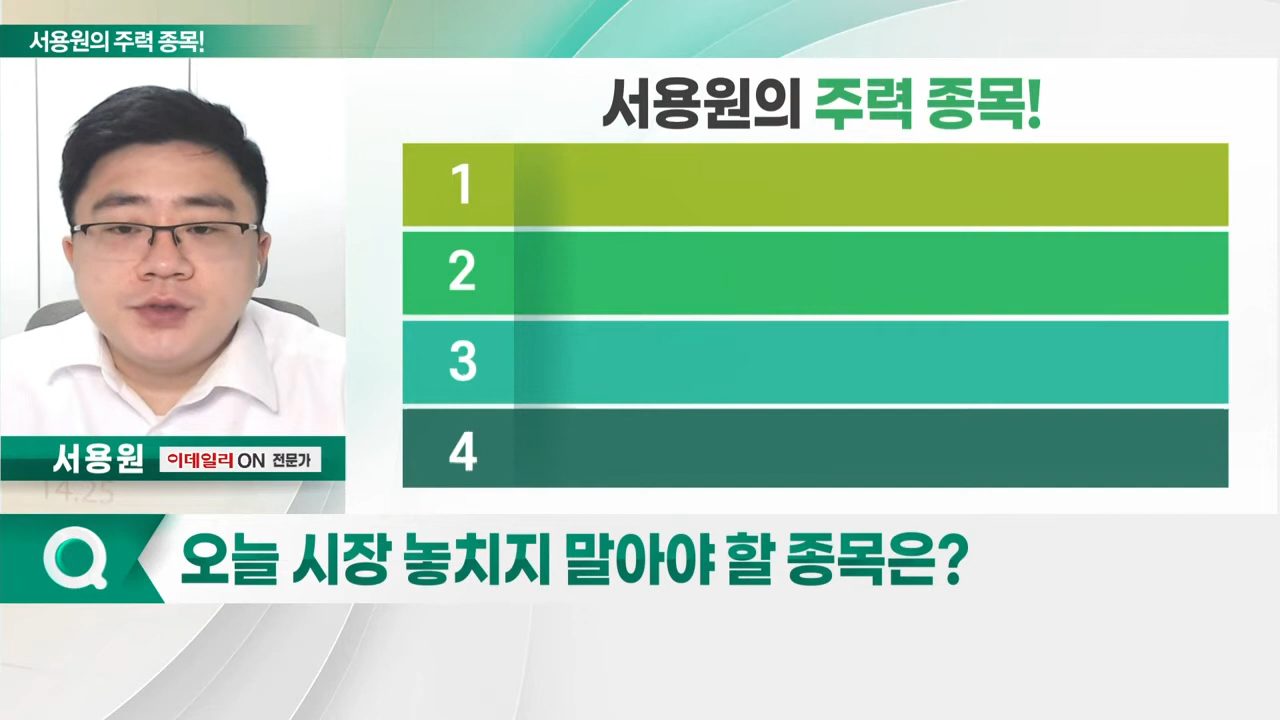 서용원의 주력 종목!
서용원의 주력 종목!
1
2
3
4
서용원 이데일리 ON 전문가
14.25
Q 오늘 시장 놓치지 말아야 할 종목은?